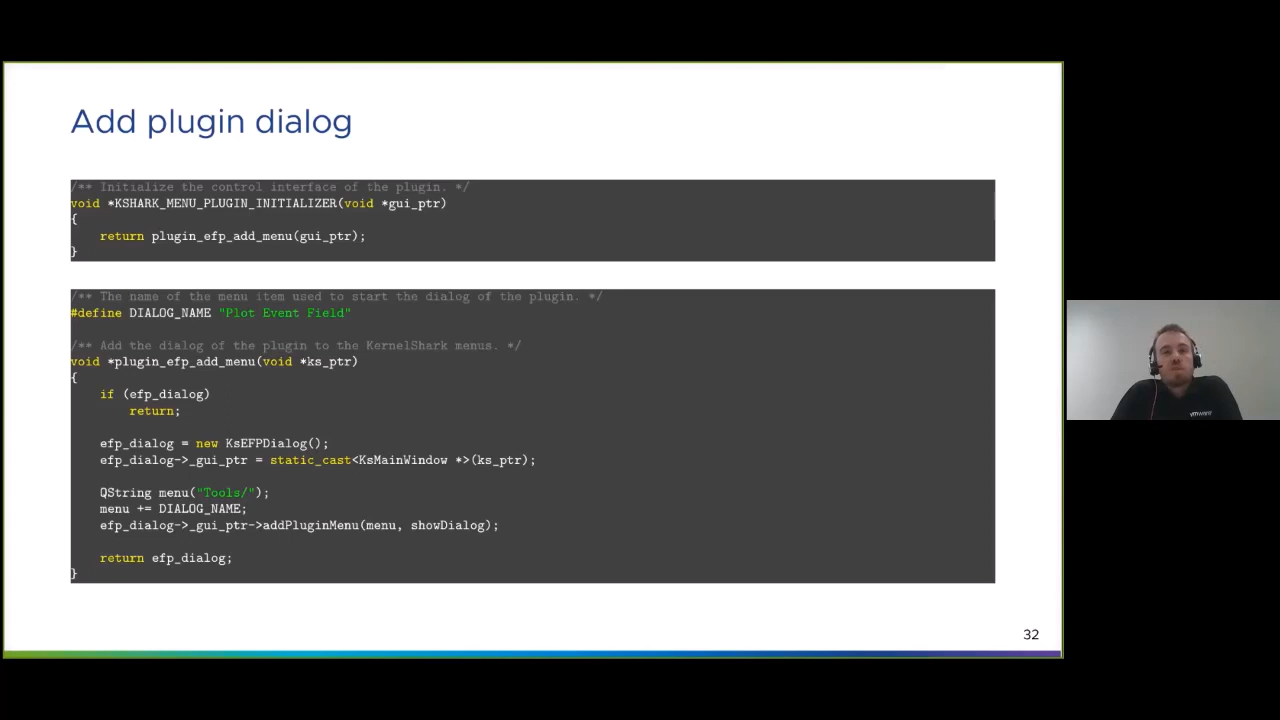 Add plugin dialog
/** Initialize the control interface of the plugin. */
void *KSHARK_MENU_PLUGIN_INITIALIZER(void *gui_ptr)
{
    return plugin_efp_add_menu(gui_ptr);
}
/** The name of the menu item used to start the dialog of the plugin. */
#define DIALOG_NAME "Plot Event Field"
/** Add the dialog of the plugin to the KernelShark menus. */
void *plugin_efp_add_menu(void *ks_ptr)
{
    if (efp_dialog)
        return;
    efp_dialog = new KsEFPDialog();
    efp_dialog->_gui_ptr = static_cast<KsMainWindow *>(ks_ptr);
    QString menu("Tools/");
    menu += DIALOG_NAME;
    efp_dialog->_gui_ptr->addPluginMenu(menu, showDialog);
    return efp_dialog;
}
vmware
32